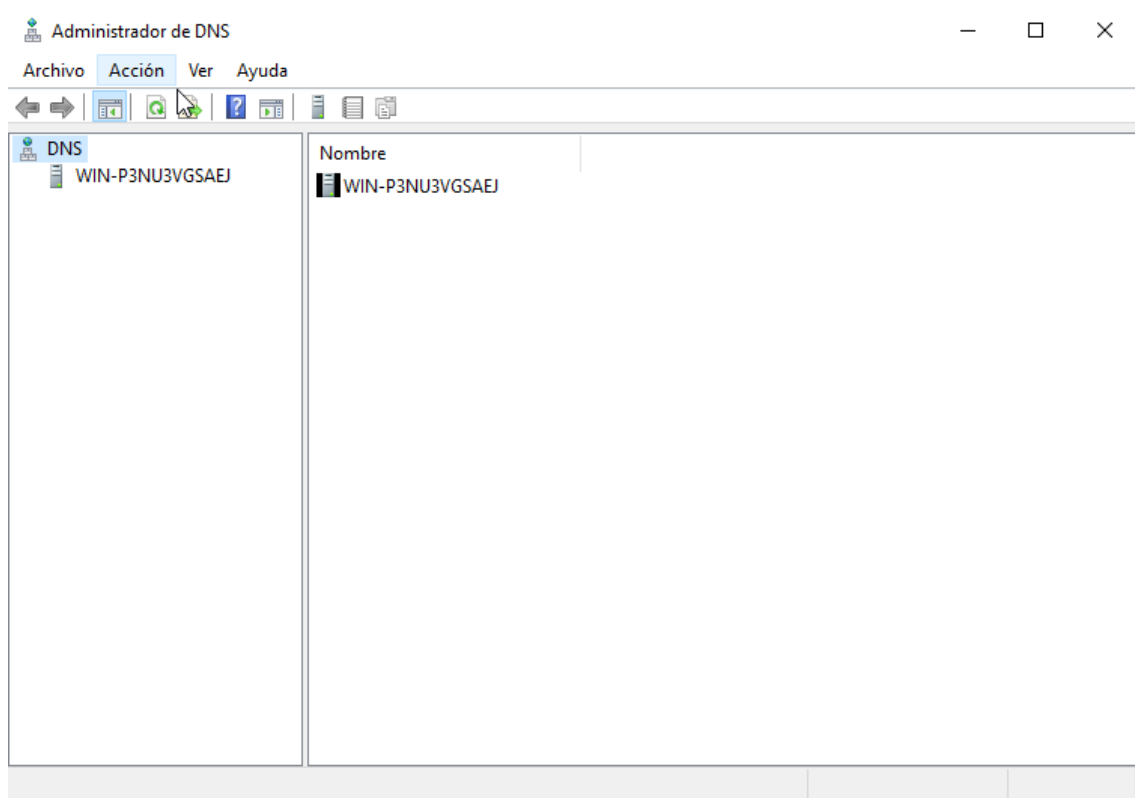 Administrador de DNS
Archivo Acción Ver Ayuda
DNS
WIN-P3NU3VGSAEJ
Nombre
WIN-P3NU3VGSAEJ